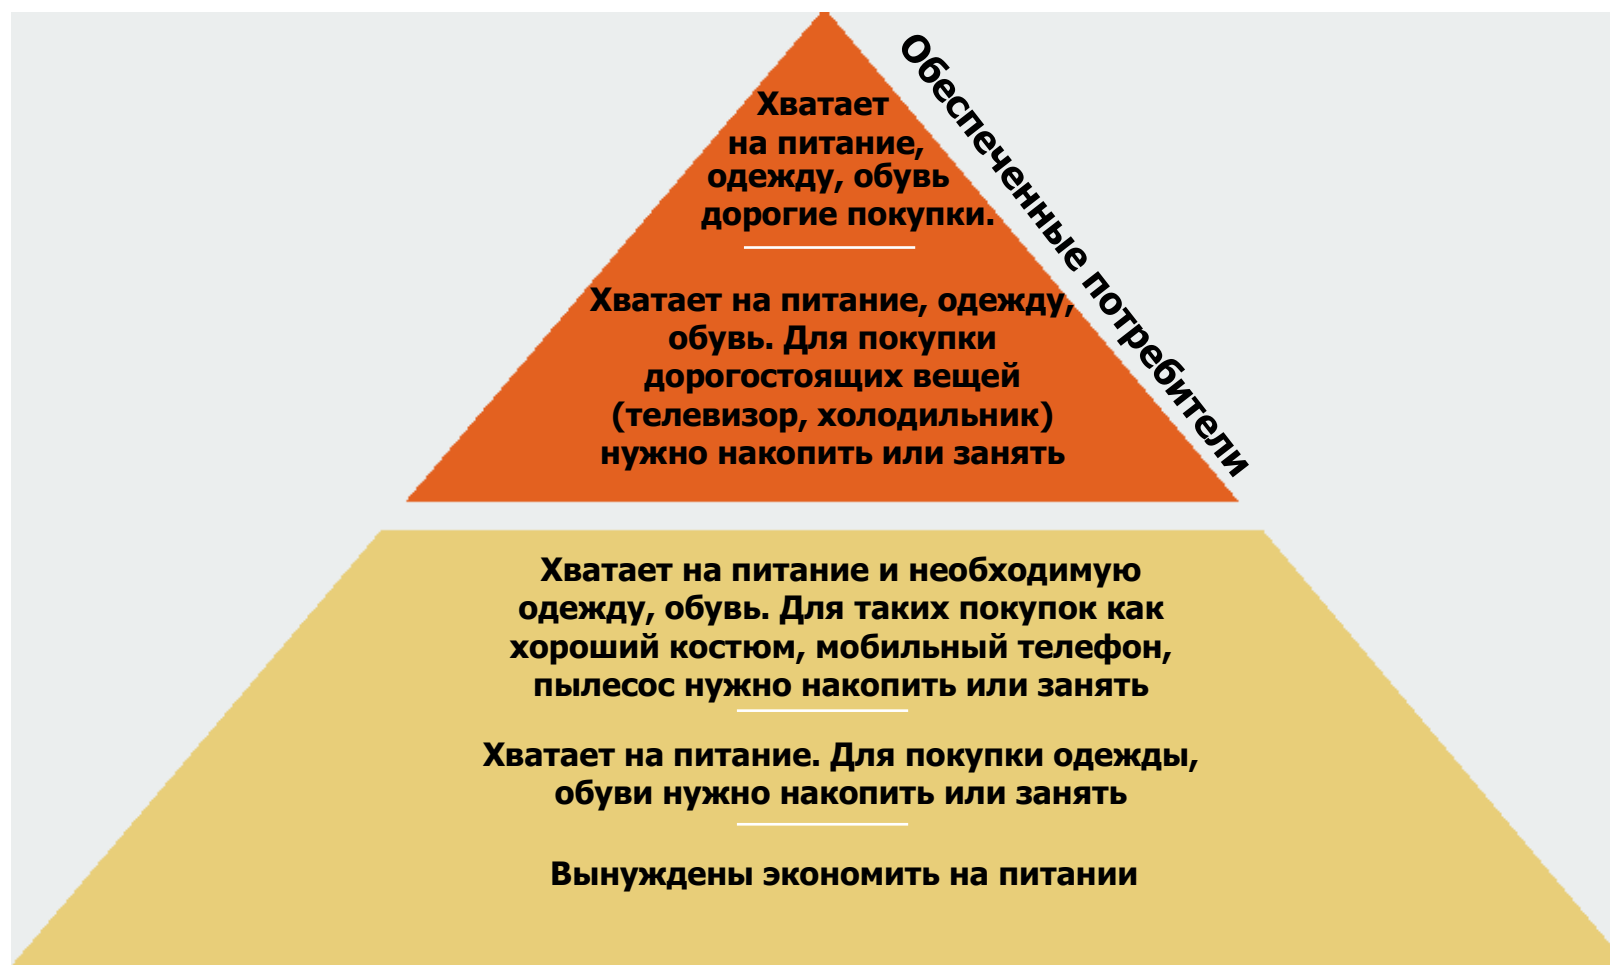 Хватает
на питание,
одежду, обувь
дорогие покупки.
Обеспеченные потребители
Хватает на питание, одежду,
обувь. Для покупки
дорогостоящих вещей
(телевизор, холодильник)
нужно накопить или занять
Хватает на питание и необходимую
одежду, обувь. Для таких покупок как
хороший костюм, мобильный телефон,
пылесос нужно накопить или занять
Хватает на питание. Для покупки одежды,
обуви нужно накопить или занять
Вынуждены экономить на питании